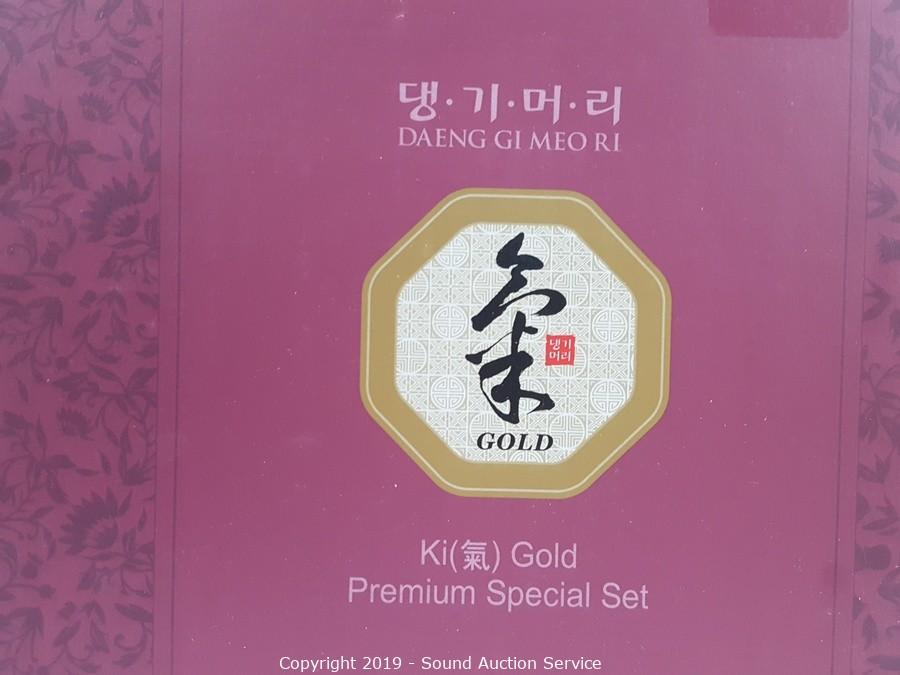 댕·기·머·리
DAENG GI MEO RI
氣
댕기
머리
GOLD
Ki(氣) Gold
Premium Special Set
Copyright 2019 - Sound Auction Service